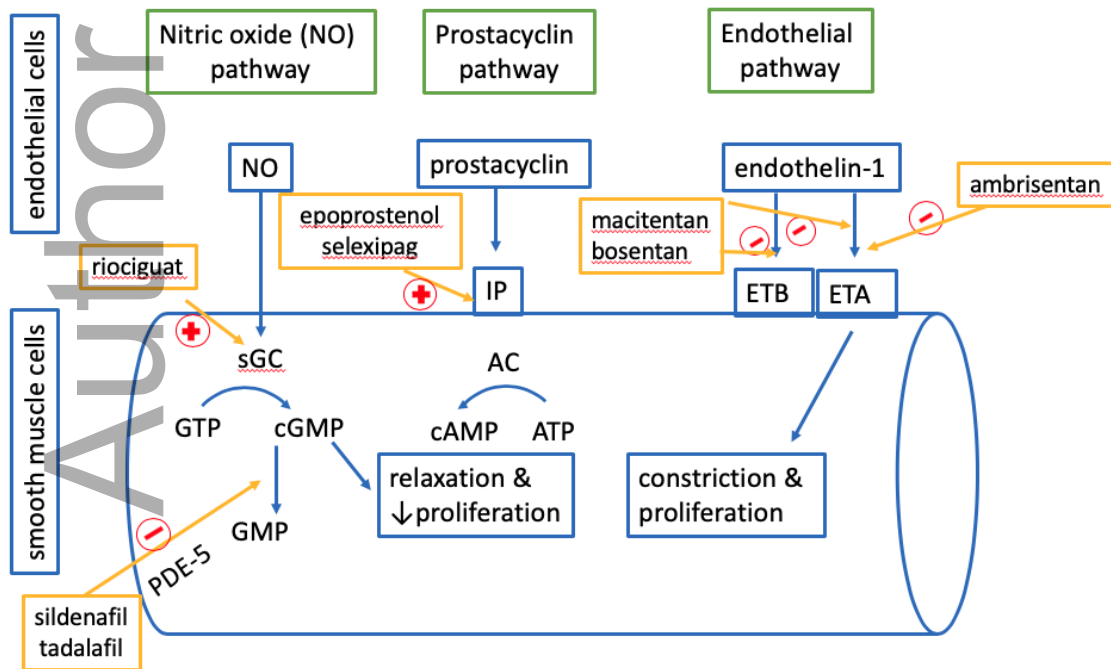 endothelial cells
Nitric oxide (NO)
pathway
Prostacyclin
pathway
Endothelial
pathway
Author
NO
prostacyclin
endothelin-1
ambrisentan
epoprostenol
selexipag
macitentan
bosentan
riociguat
IP
ETB
ETA
smooth muscle cells
sGC
AC
GTP
cGMP
cAMP
ATP
relaxation &
↓proliferation
constriction &
proliferation
GMP
PDE-5
sildenafil
tadalafil